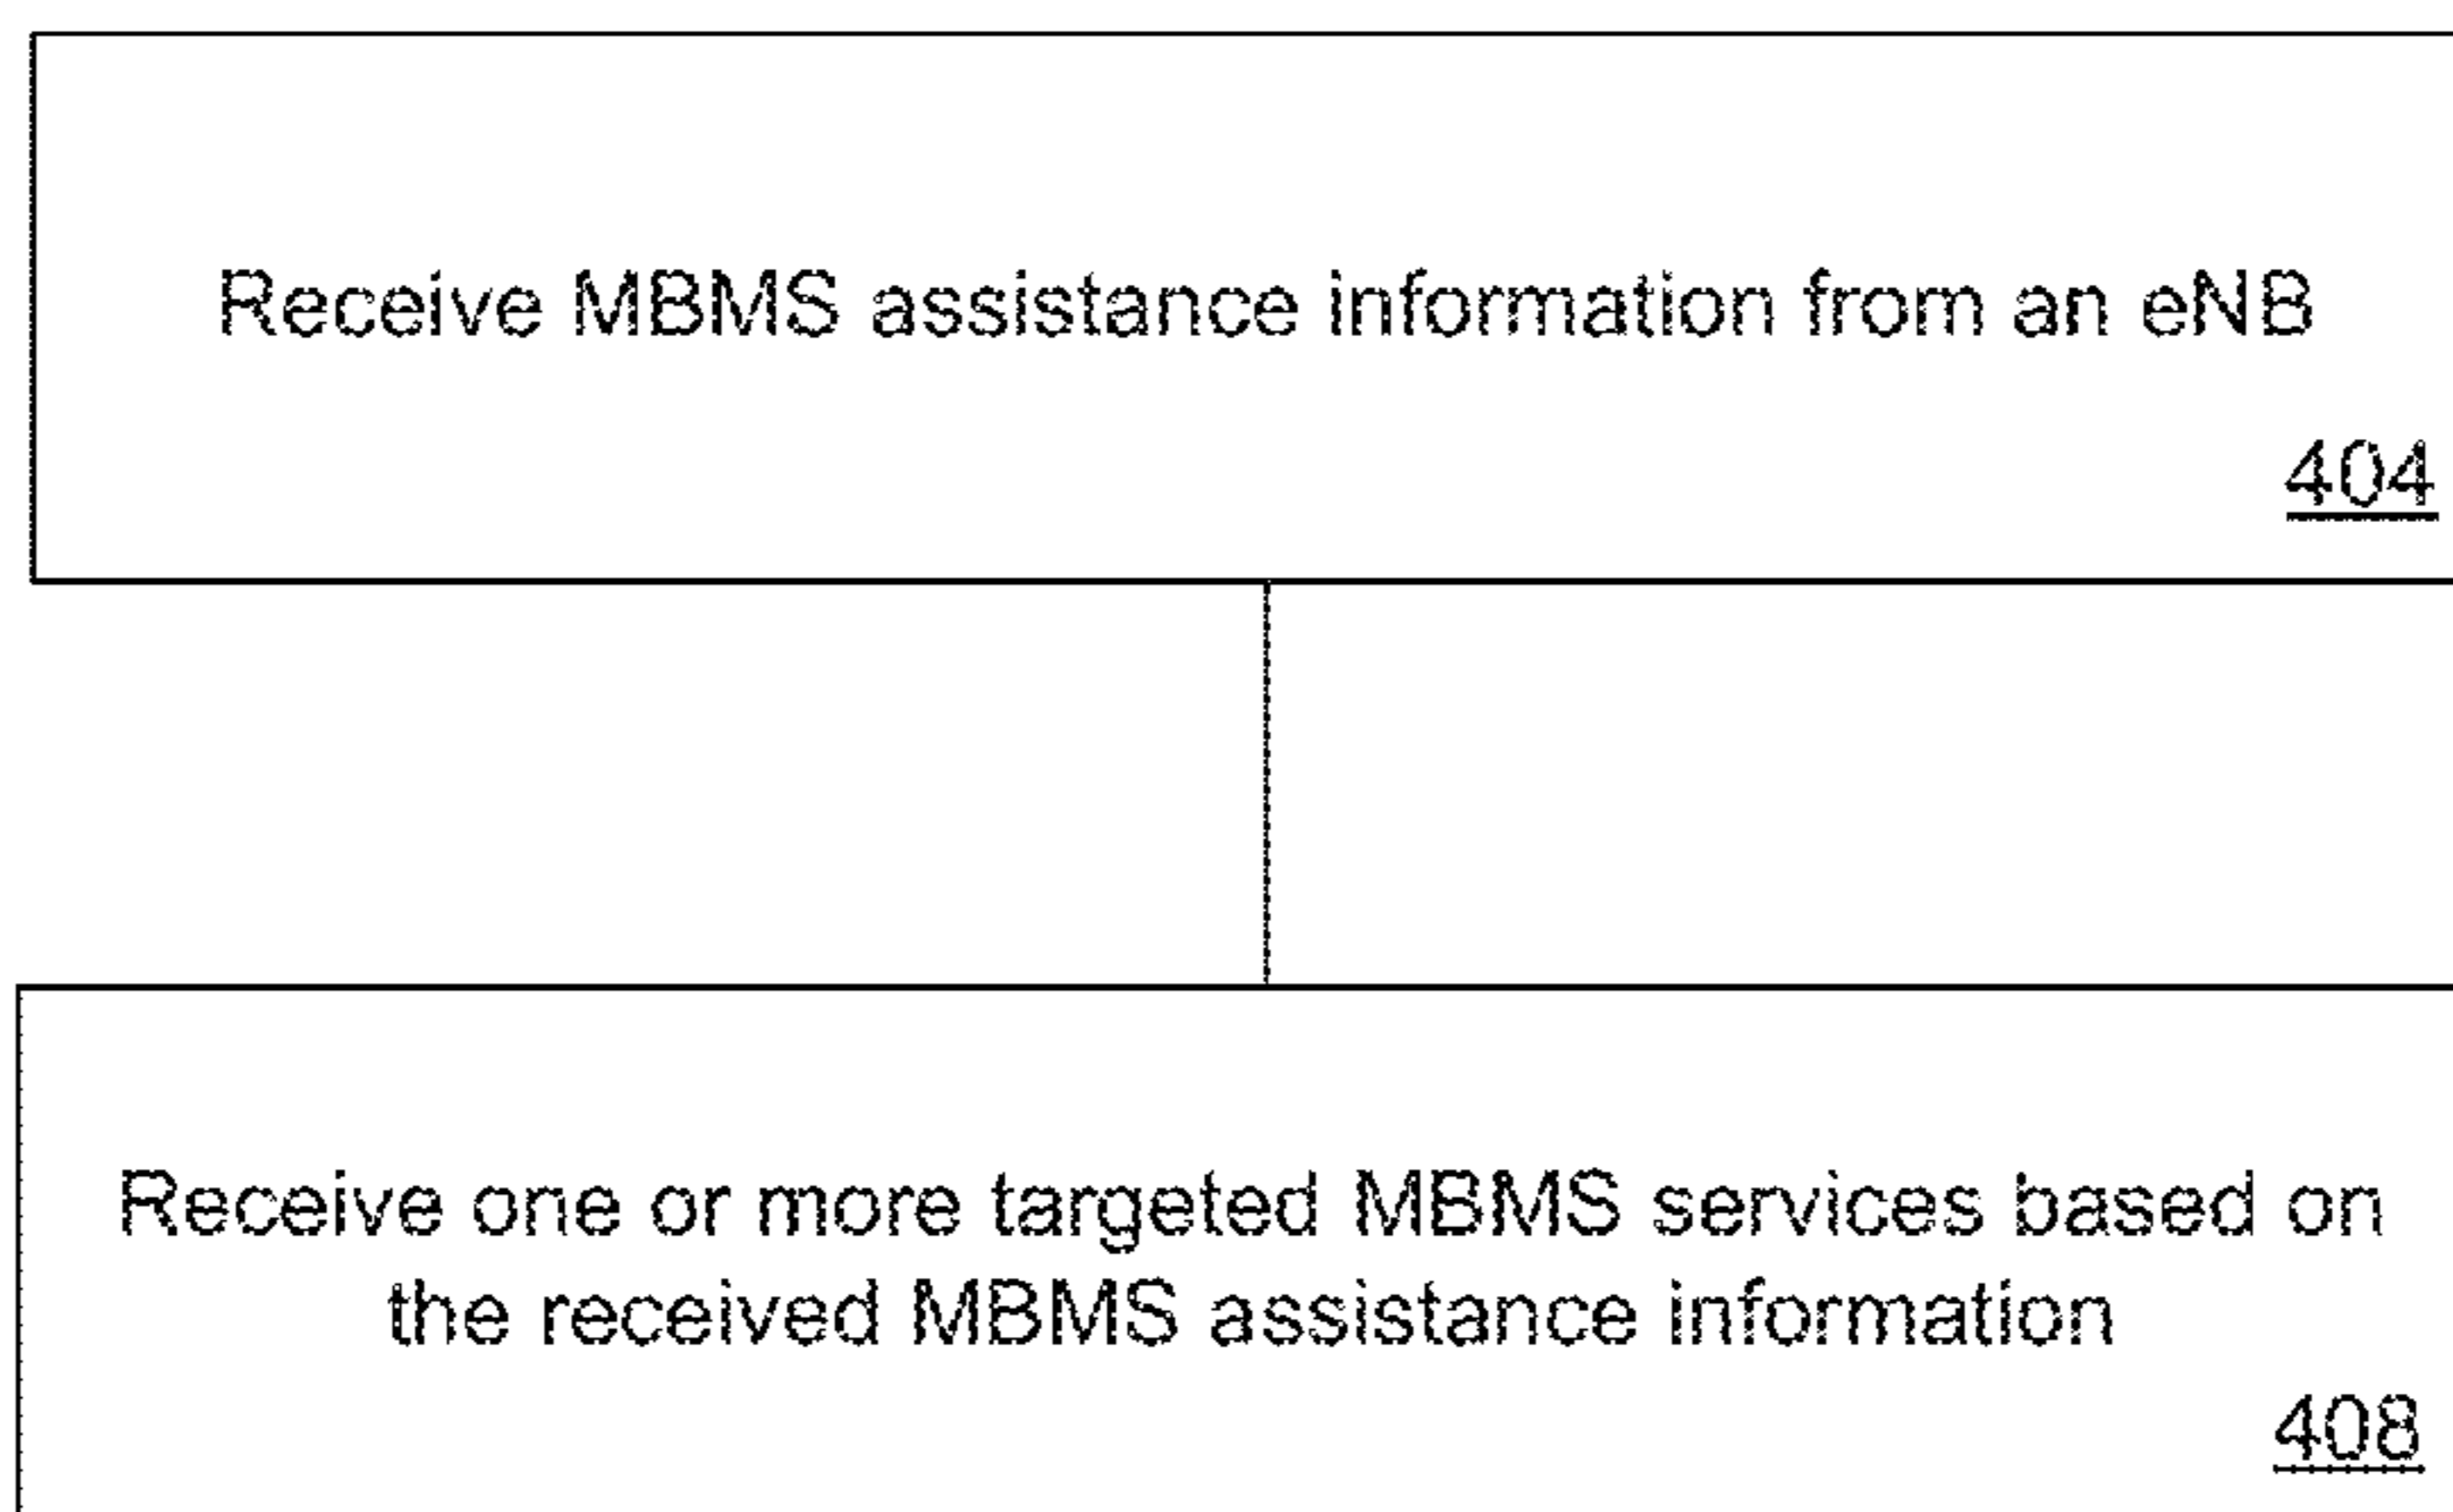 Receive MBMS assistance information from an eNB
404
Receive one or more targeted MBMS services based on
the received MBMS assistance information
408